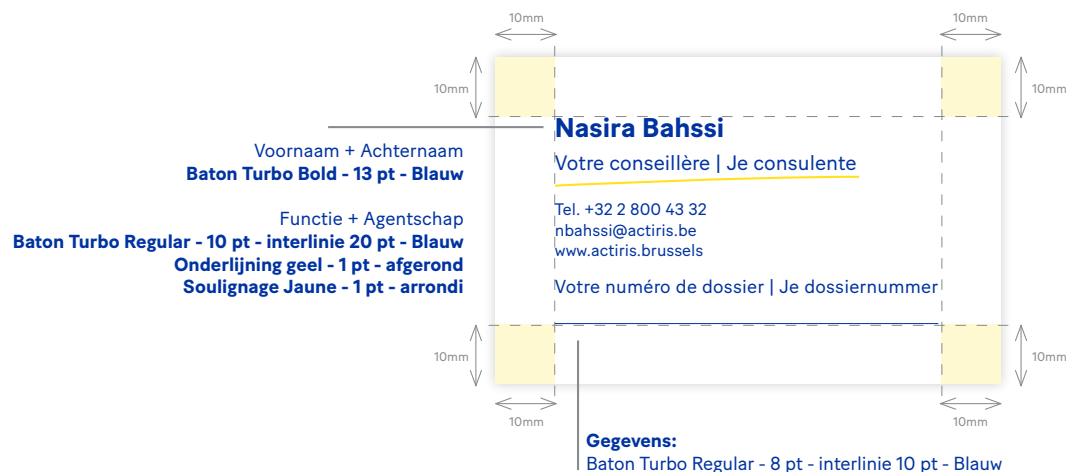 10mm
10mm
10mm
10mm
Nasira Bahssi
Voornaam + Achternaam
Baton Turbo Bold - 13 pt - Blauw
Votre conseillère | Je consulente
Functie + Agentschap
Baton Turbo Regular - 10 pt - interlinie 20 pt - Blauw
Onderlijning geel - 1 pt - afgerond
Soulignage Jaune - 1 pt - arrondi
Tel. +32 2 800 43 32
nbahssi@actiris.be
www.actiris.brussels
Votre numéro de dossier | Je dossiernummer
10mm
10mm
10mm
10mm
Gegevens:
Baton Turbo Regular - 8 pt - interlinie 10 pt - Blauw